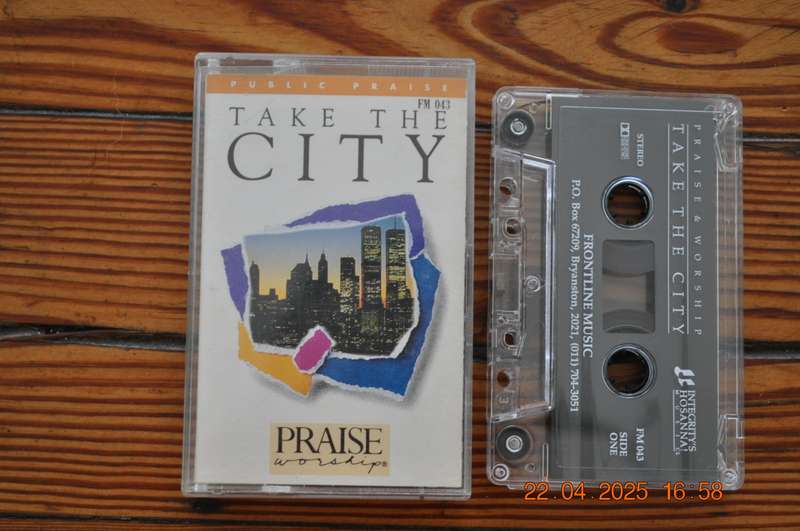 PUBLIC PRAISE
FM 043
TAKE THE
CITY
PRAISE
worship®
PRAISE & WORSHIP
TAKE THE CITY
STEREO
FRONTLINE MUSIC
P.O. Box 67209, Bryanston, 2021, (011) 704-3051
INTEGRITY'S
HOSANNA!
FM 043
SIDE
ONE
22.04.2025 16:58